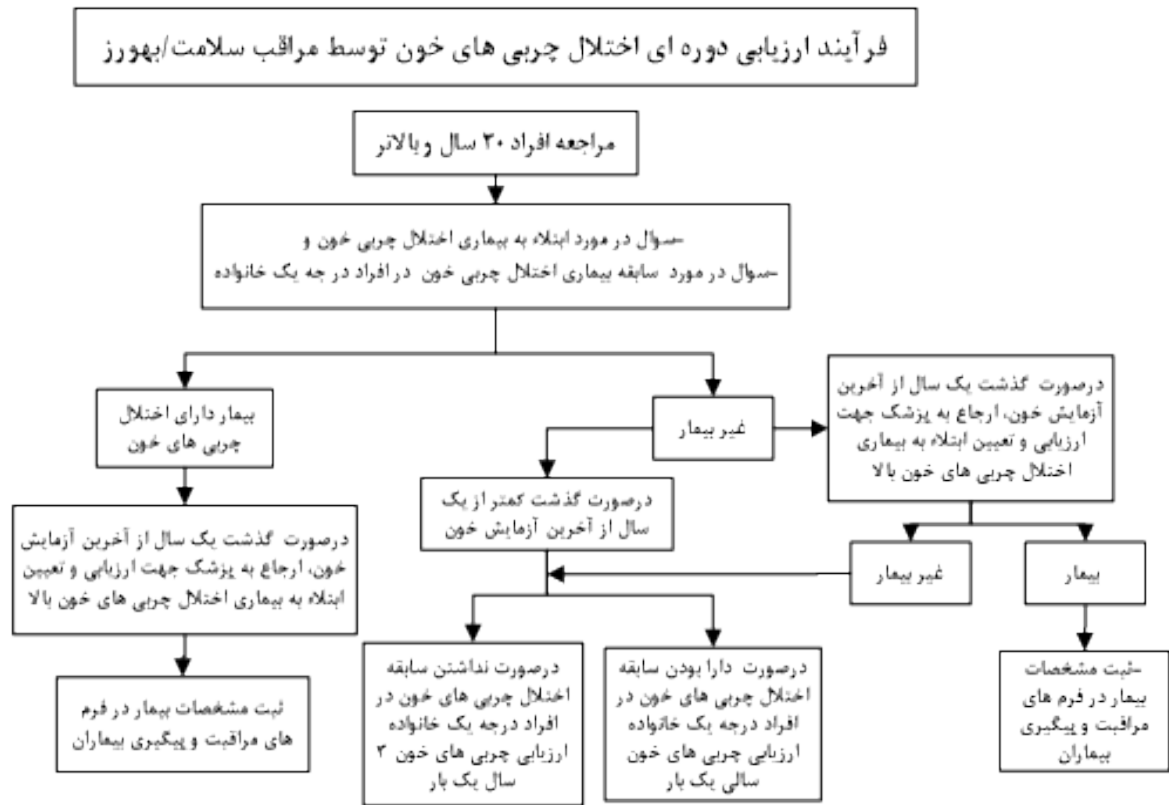 فرآیند ارزیابی دوره ای اختلال چربی های خون توسط مراقب سلامت/بهورز
مراجعه افراد ۳۰ سال و بالاتر
-سوال در مورد ابتلاء به بیماری اختلال چربی خون و
-سوال در مورد سابقه بیماری اختلال چربی خون در افراد درجه یک خانواده
درصورت گذشت یک سال از آخرین
آزمایش خون، ارجاع به پزشک جهت
ارزیابی و تعیین ابتلاء به بیماری
اختلال چربی های خون بالا
غیر بیمار
بیمار دارای اختلال
چربی های خون
درصورت گذشت کمتر از یک
سال از آخرین آزمایش خون
درصورت گذشت یک سال از آخرین آزمایش
خون، ارجاع به پزشک جهت ارزیابی و تعیین
ابتلاء به بیماری اختلال چربی های خون بالا
بیمار
غیر بیمار
-ثبت مشخصات
بیمار در فرم های
مراقبت و پیگیری
بیماران
درصورت دارا بودن سابقه
اختلال چربی های خون در
افراد درجه یک خانواده
ارزیابی چربی های خون
سالی یک بار
درصورت نداشتن سابقه
اختلال چربی های خون در
افراد درجه یک خانواده
ارزیابی چربی های خون ۳
سال یک بار
ثبت مشخصات بیمار در فرم
های مراقبت و پیگیری بیماران